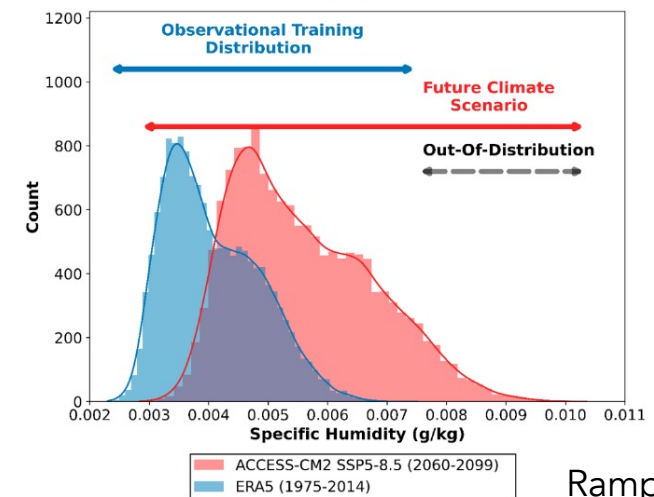 1200
Observational Training
Distribution
1000
Future Climate
Scenario
800
Out-Of-Distribution
Count
600
400
200
0
0.002 0.003 0.004 0.005 0.006 0.007 0.008 0.009 0.010 0.011
Specific Humidity (g/kg)
ACCESS-CM2 SSP5-8.5 (2060-2099)
ERA5 (1975-2014)
Ramp